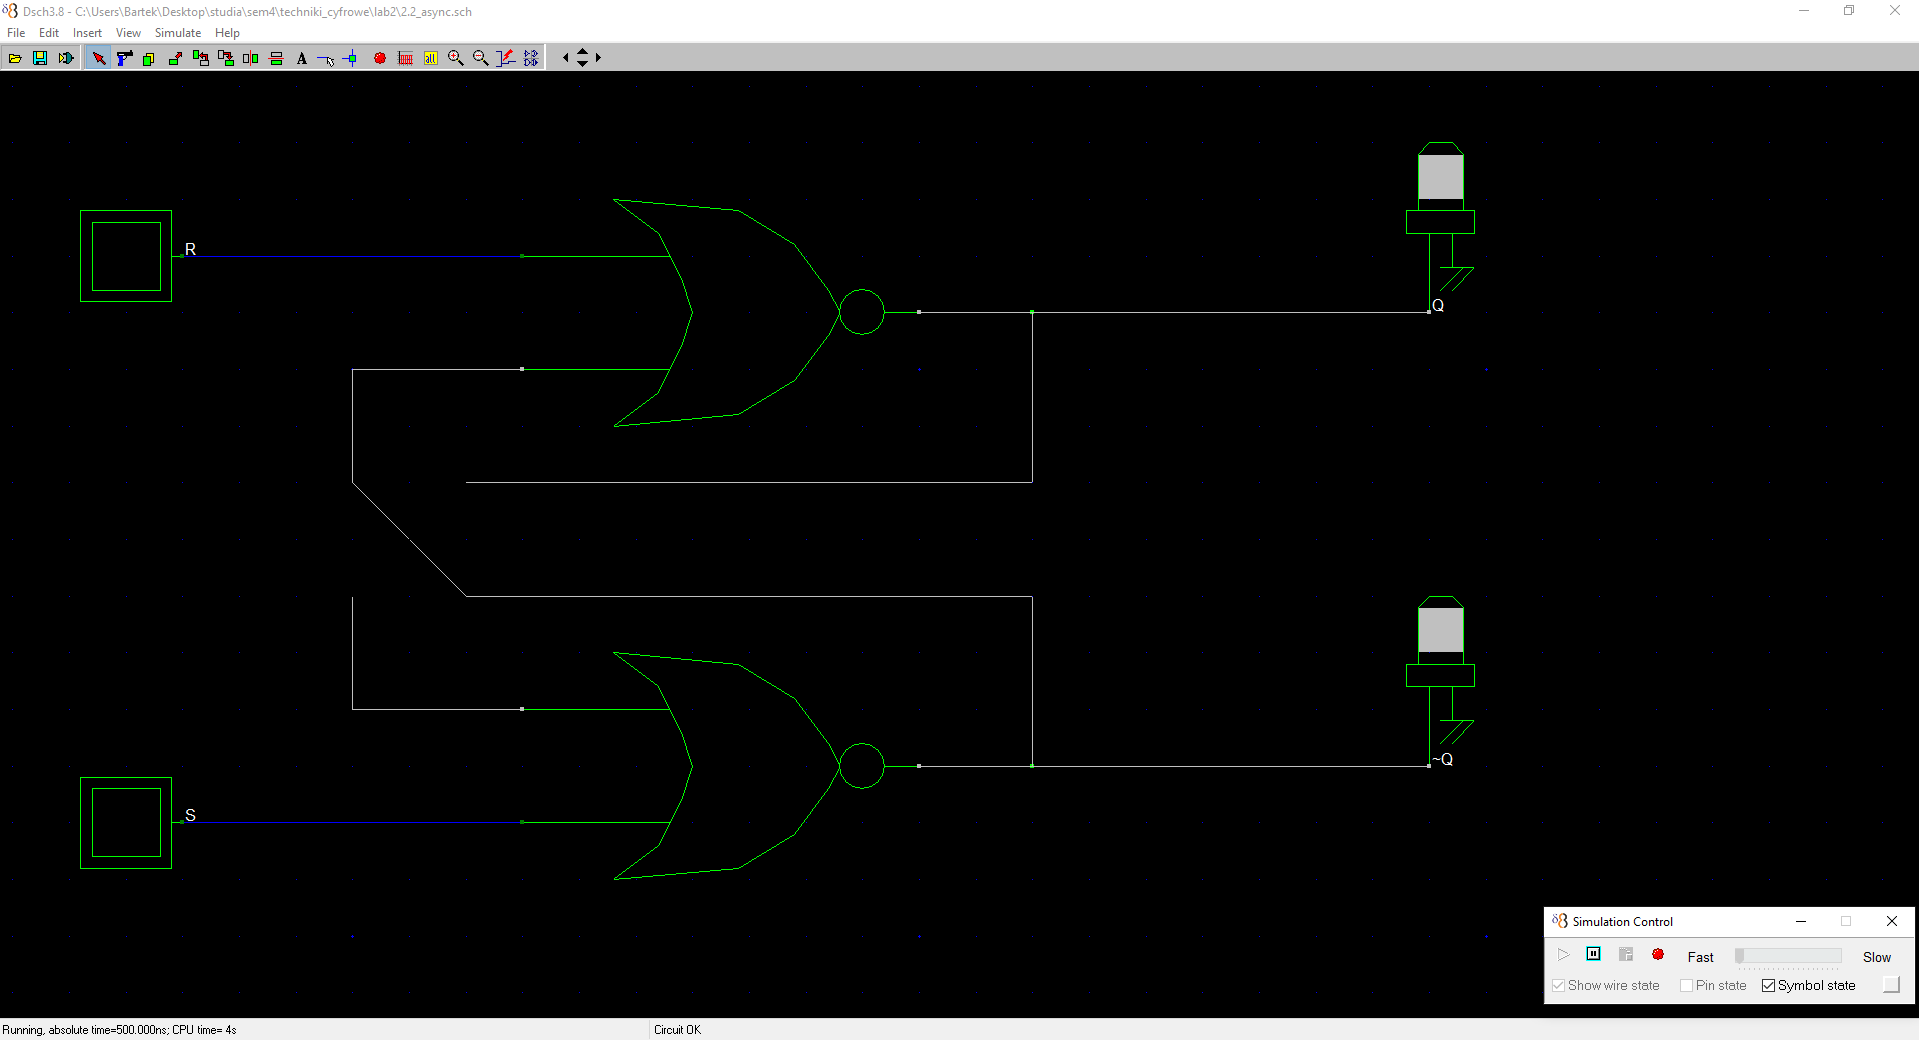 Dsch3.8 - C:\Users\Bartek\Desktop\studia\sem4\techniki_cyfrowe\lab2\2.2_async.sch
File Edit Insert View Simulate Help
A
all
R
Q
S
~Q
Simulation Control
Fast Slow
Show wire state Pin state Symbol state
Running, absolute time=500.000ns; CPU time= 4s Circuit OK